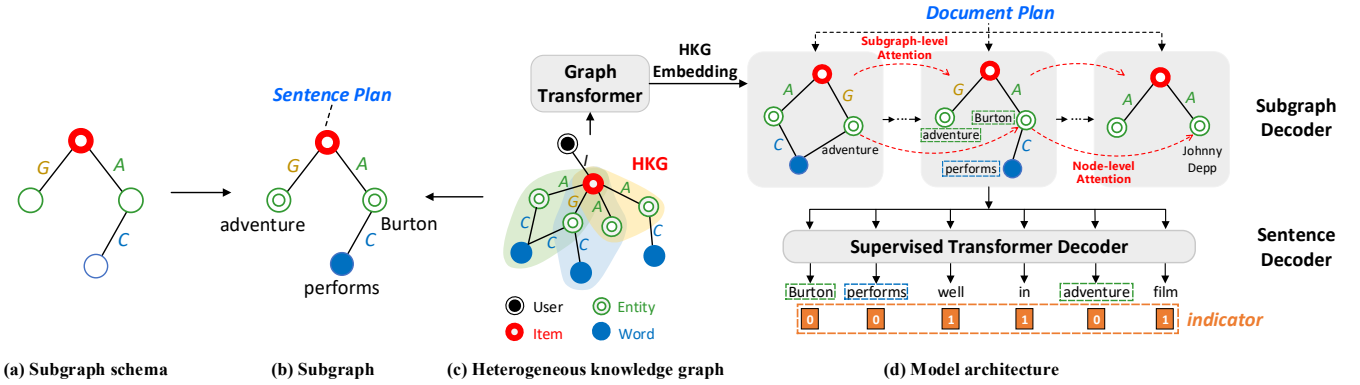 G
A
C
(a) Subgraph schema
Sentence Plan
G
A
adventure
Burton
C
performs
(b) Subgraph
Graph
Transformer
HKG
Embedding
I
HKG
A
A
G
A
C
C
C
User
Entity
Item
Word
(c) Heterogeneous knowledge graph
Document Plan
Subgraph-level
Attention
A
G
C
C
adventure
G
A
Burton
adventure
C
performs
A
A
Johnny
Depp
Node-level
Attention
Subgraph
Decoder
Supervised Transformer Decoder
Sentence
Decoder
Burton performs well in adventure film
0 0 1 1 0 1 indicator
(d) Model architecture